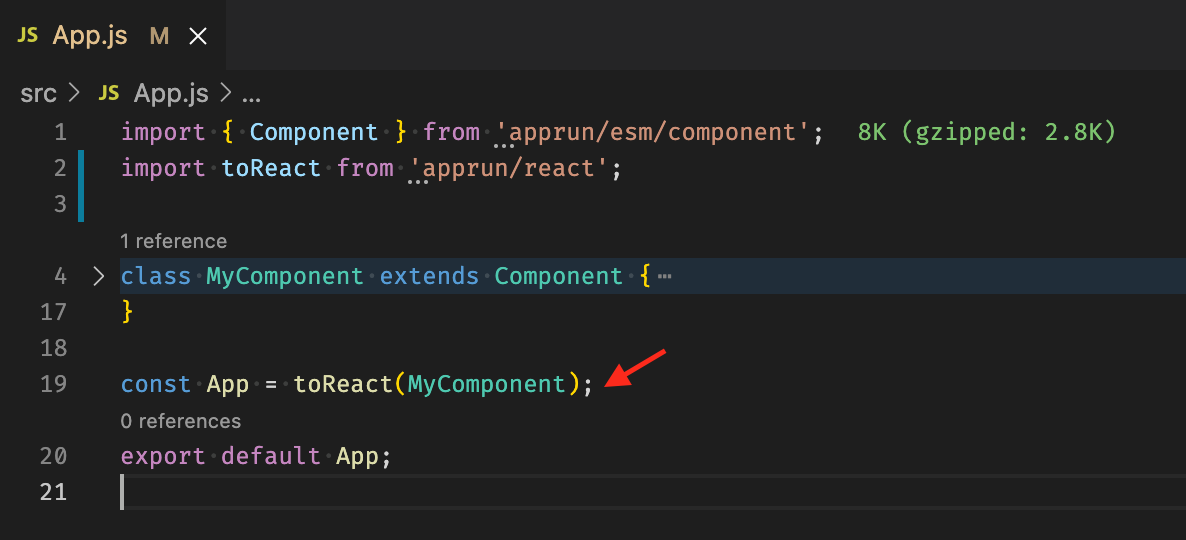 JS App.js M
src > JS App.js > ...
1 import { Component } from 'apprun/esm/component'; 8K (gzipped: 2.8K)
2 import toReact from 'apprun/react';
3
1 reference
4 > class MyComponent extends Component { ⋯
17 }
18
19 const App = toReact(MyComponent);
0 references
20 export default App;
21